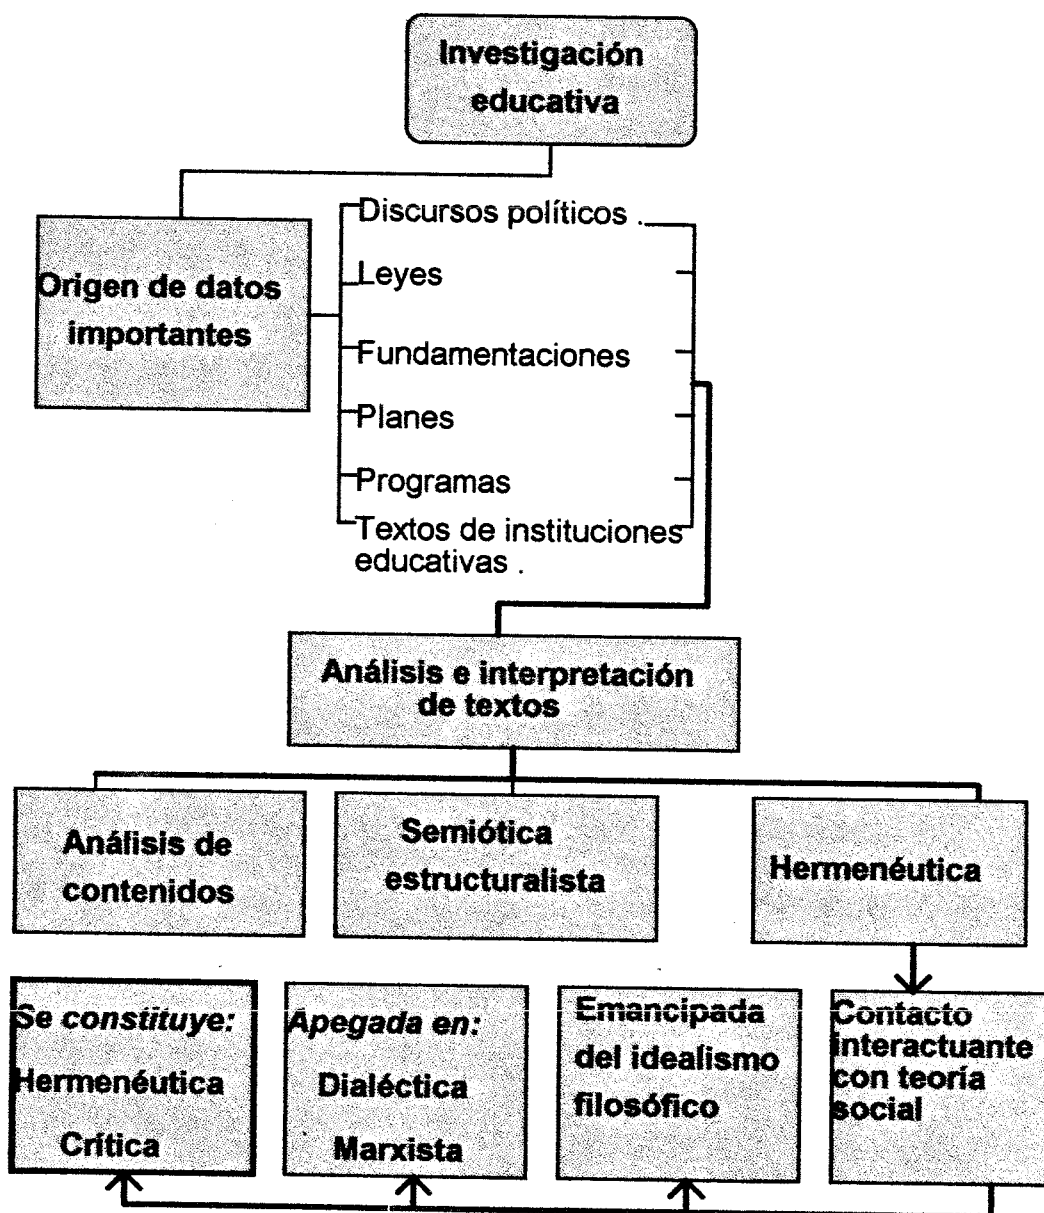 Investigación
educativa
Origen de datos
importantes
Discursos políticos .
Leyes
Fundamentaciones
Planes
Programas
Textos de instituciones
educativas .
Análisis e interpretación
de textos
Análisis de
contenidos
Semiótica
estructuralista
Hermenéutica
Se constituye:
Hermenéutica
Crítica
Apegada en:
Dialéctica
Marxista
Emancipada
del idealismo
filosófico
Contacto
interactuante
con teoría
social